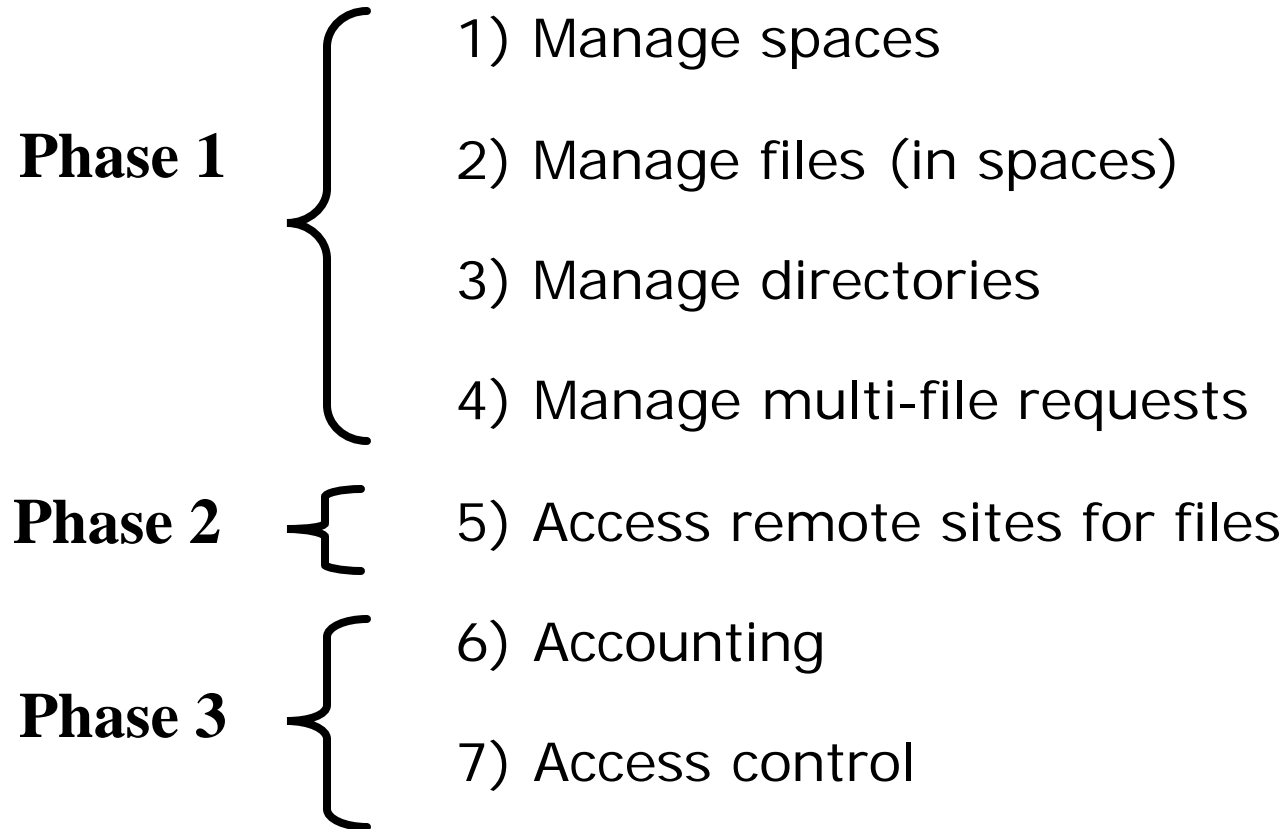 Phase 1
1) Manage spaces
2) Manage files (in spaces)
3) Manage directories
4) Manage multi-file requests
Phase 2
5) Access remote sites for files
Phase 3
6) Accounting
7) Access control